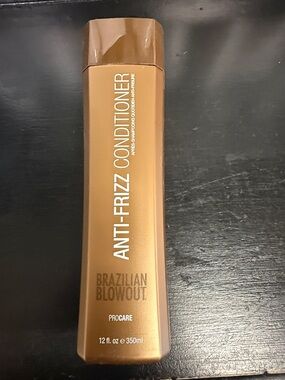 ANTI-FRIZZ CONDITIONER
BRAZILIAN
BLOWOUT
PROCARE
12 fl. oz e 350ml